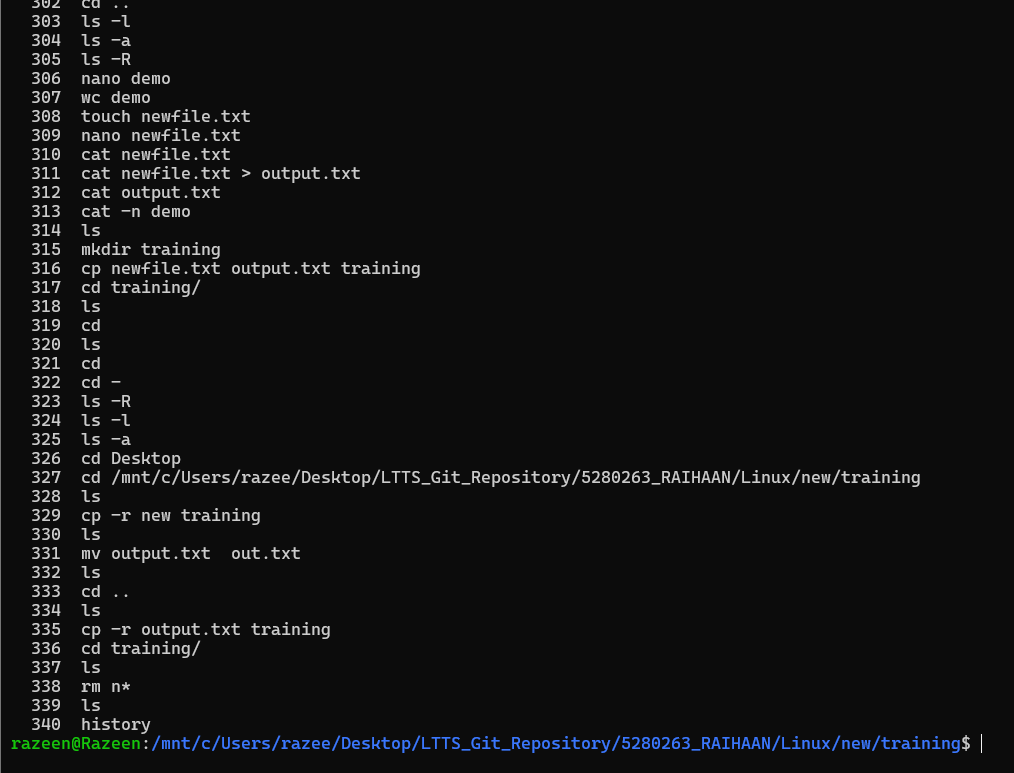 302 cd ..
303 ls -l
304 ls -a
305 ls -R
306 nano demo
307 wc demo
308 touch newfile.txt
309 nano newfile.txt
310 cat newfile.txt
311 cat newfile.txt > output.txt
312 cat output.txt
313 cat -n demo
314 ls
315 mkdir training
316 cp newfile.txt output.txt training
317 cd training/
318 ls
319 cd
320 ls
321 cd
322 cd -
323 ls -R
324 ls -l
325 ls -a
326 cd Desktop
327 cd /mnt/c/Users/razee/Desktop/LTTS_Git_Repository/5280263_RAIHAAN/Linux/new/training
328 ls
329 cp -r new training
330 ls
331 mv output.txt  out.txt
332 ls
333 cd ..
334 ls
335 cp -r output.txt training
336 cd training/
337 ls
338 rm n*
339 ls
340 history
razeen@Razeen:/mnt/c/Users/razee/Desktop/LTTS_Git_Repository/5280263_RAIHAAN/Linux/new/training$